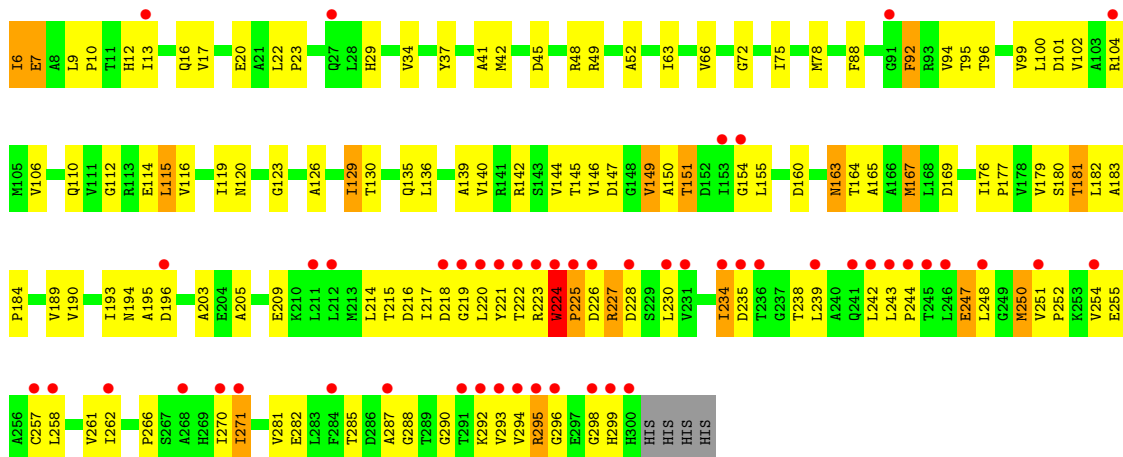 I6 E7 A8 L9 P10 T11 H12 I13 Q16 V17 E20 A21 L22 P23 Q27 L28 H29 V34 Y37 A41 M42 D45 R48 R49 A52 I63 V66 G72 I75 M78 F88 G91 F92 R93 V94 T95 T96 V99 L100 D101 V102 A103 R104
M105 V106 Q110 V111 G112 R113 E114 L115 V116 I119 N120 G123 A126 I129 T130 Q135 L136 A139 V140 R141 R142 S143 V144 T145 V146 D147 G148 V149 A150 T151 D152 I153 G154 L155 D160 N163 T164 A165 A166 M167 L168 D169 I176 P177 V178 V179 S180 T181 L182 A183
P184 V189 V190 I193 N194 A195 D196 A203 E204 A205 E209 K210 L211 L212 M213 L214 T215 D216 I217 D218 G219 L220 Y221 T222 R223 W224 P225 D226 R227 D228 S229 L230 V231 I234 D235 T236 G237 T238 L239 A240 Q241 L242 L243 P244 T245 L246 E247 L248 G249 M250 V251 P252 K253 V254 E255
A256 C257 L258 V261 I262 P266 S267 A268 H269 I270 I271 V281 E282 L283 F284 T285 D286 A287 G288 T289 G290 T291 K292 V293 V294 R295 G296 E297 G298 H299 H300 HIS HIS HIS HIS